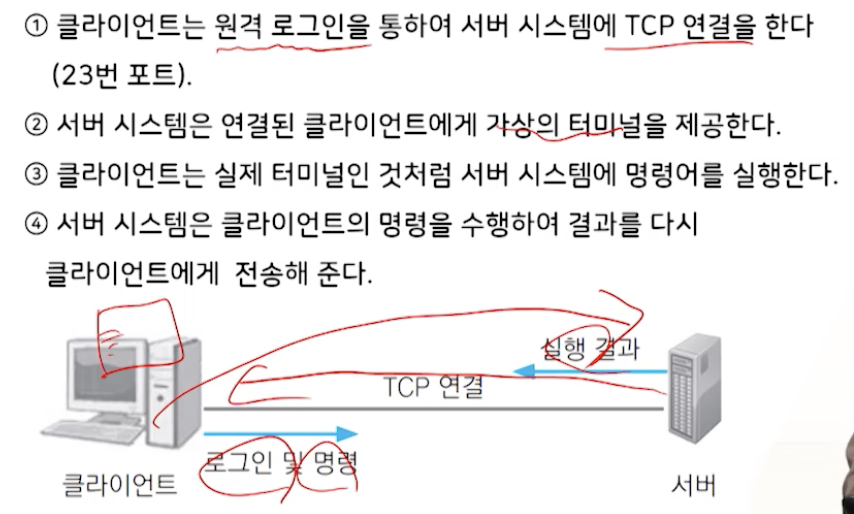 ① 클라이언트는 원격 로그인을 통하여 서버 시스템에 TCP 연결을 한다
(23번 포트).
② 서버 시스템은 연결된 클라이언트에게 가상의 터미널을 제공한다.
③ 클라이언트는 실제 터미널인 것처럼 서버 시스템에 명령어를 실행한다.
④ 서버 시스템은 클라이언트의 명령을 수행하여 결과를 다시
클라이언트에게 전송해 준다.
실행 결과
TCP 연결
로그인 및 명령
클라이언트
서버